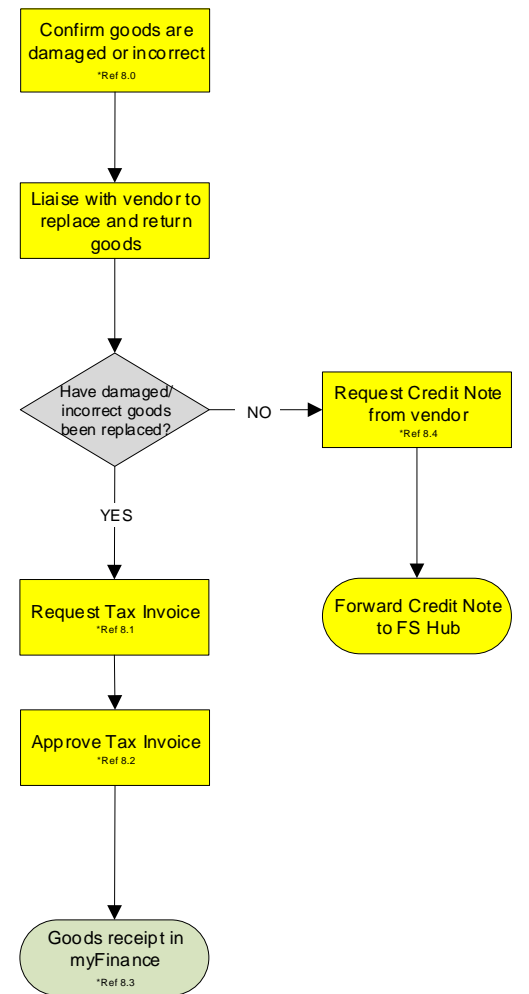 Confirm goods are
damaged or incorrect
*Ref 8.0
Liaise with vendor to
replace and return
goods
Have damaged/
incorrect goods
been replaced?
NO
Request Credit Note
from vendor
*Ref 8.4
YES
Forward Credit Note
to FS Hub
Request Tax Invoice
*Ref 8.1
Approve Tax Invoice
*Ref 8.2
Goods receipt in
myFinance
*Ref 8.3